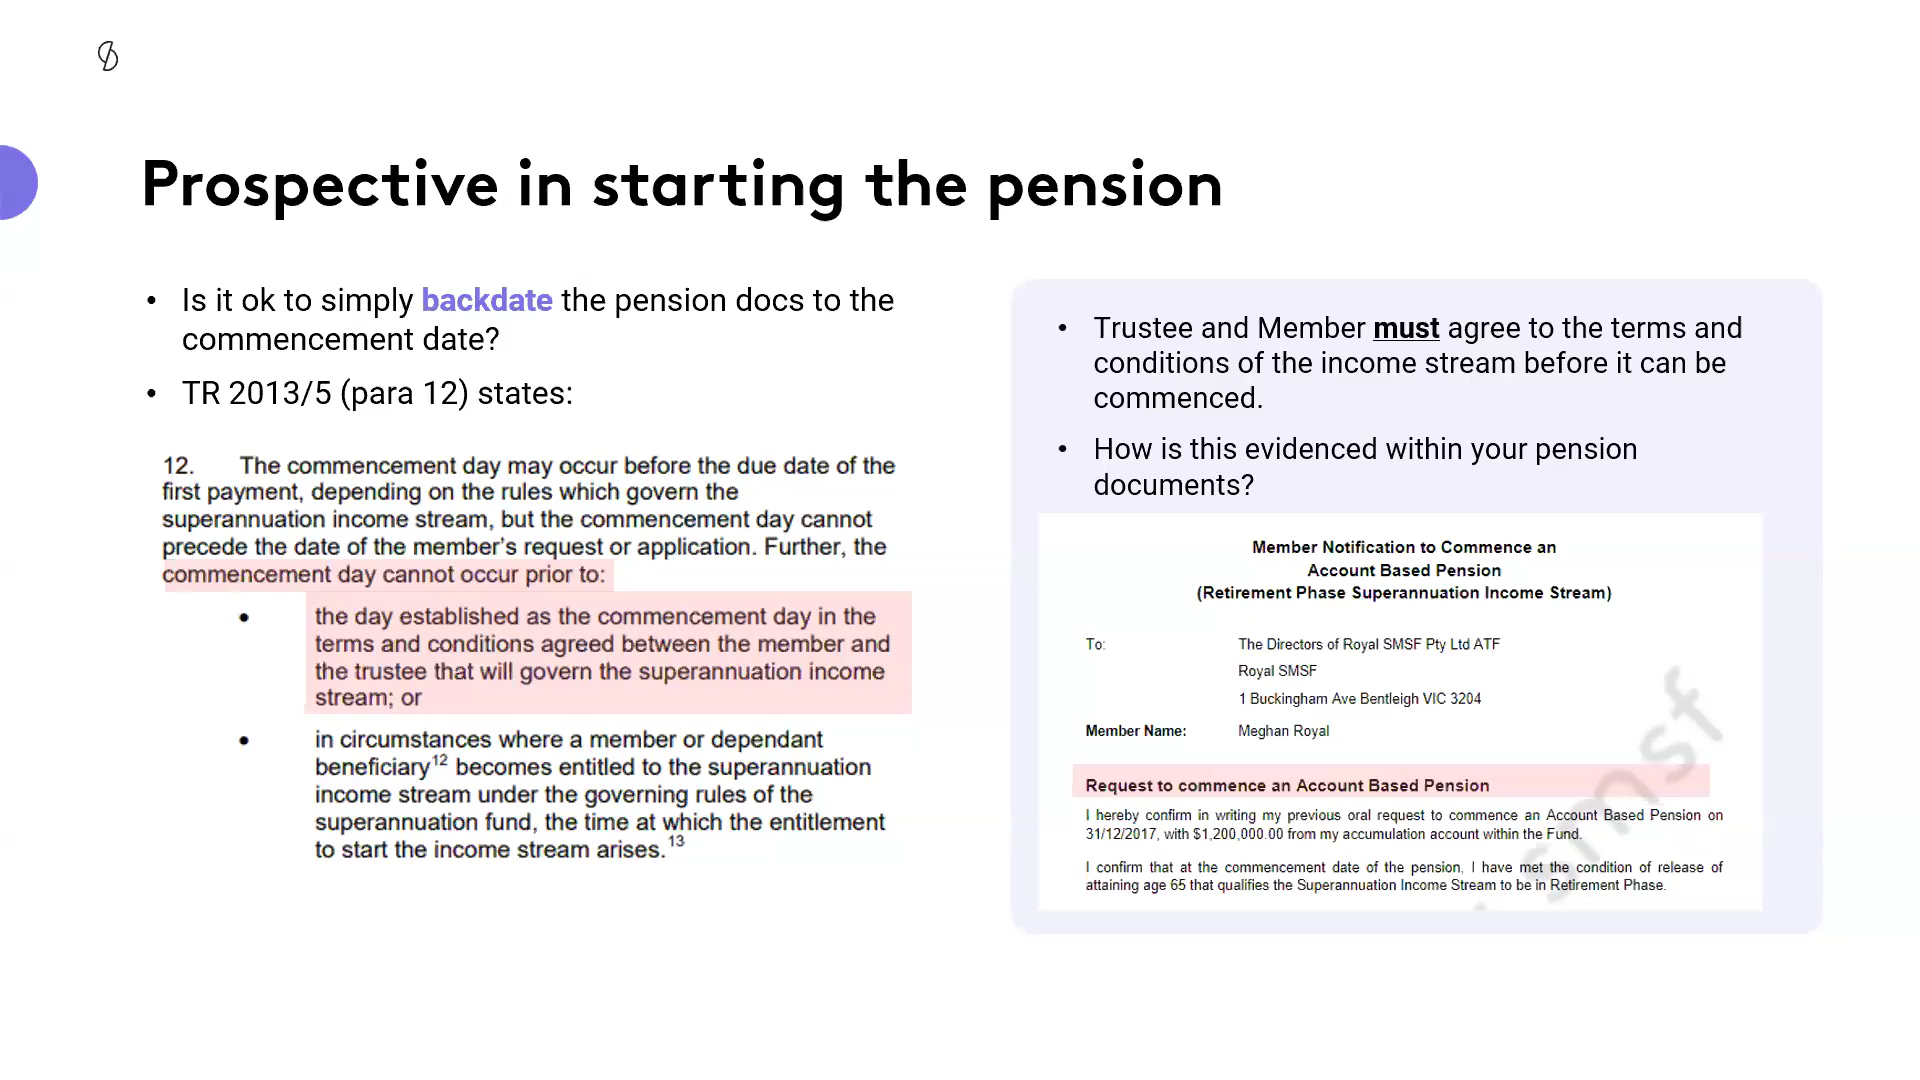 Prospective in starting the pension
• Is it ok to simply backdate the pension docs to the
commencement date?
• TR 2013/5 (para 12) states:
12. The commencement day may occur before the due date of the
first payment, depending on the rules which govern the
superannuation income stream, but the commencement day cannot
precede the date of the member's request or application. Further, the
commencement day cannot occur prior to:
• the day established as the commencement day in the
terms and conditions agreed between the member and
the trustee that will govern the superannuation income
stream; or
• in circumstances where a member or dependant
beneficiary12 becomes entitled to the superannuation
income stream under the governing rules of the
superannuation fund, the time at which the entitlement
to start the income stream arises.13
• Trustee and Member must agree to the terms and
conditions of the income stream before it can be
commenced.
• How is this evidenced within your pension
documents?
Member Notification to Commence an
Account Based Pension
(Retirement Phase Superannuation Income Stream)
To: The Directors of Royal SMSF Pty Ltd ATF
Royal SMSF
1 Buckingham Ave Bentleigh VIC 3204
Member Name: Meghan Royal
Request to commence an Account Based Pension
I hereby confirm in writing my previous oral request to commence an Account Based Pension on
31/12/2017, with $1,200,000.00 from my accumulation account within the Fund.
I confirm that at the commencement date of the pension, I have met the condition of release of
attaining age 65 that qualifies the Superannuation Income Stream to be in Retirement Phase.
smsf
smsf